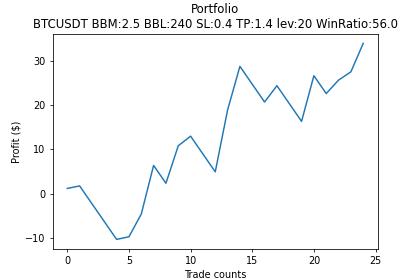 Portfolio
BTCUSDT BBM:2.5 BBL:240 SL:0.4 TP:1.4 lev:20 WinRatio:56.0
30
20
10
0
−10
Profit ($)
0 5 10 15 20 25
Trade counts